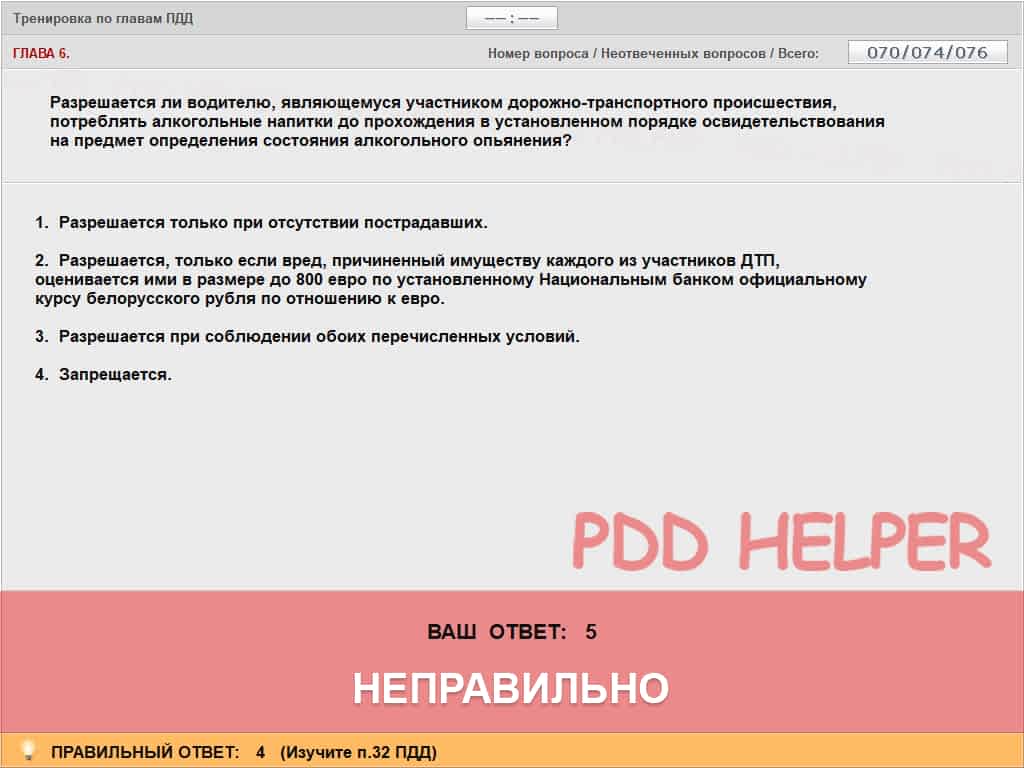 Тренировка по главам ПДД
––:––
ГЛАВА 6.
Номер вопроса / Неотвеченных вопросов / Всего:
070/074/076
Разрешается ли водителю, являющемуся участником дорожно-транспортного происшествия,
потреблять алкогольные напитки до прохождения в установленном порядке освидетельствования
на предмет определения состояния алкогольного опьянения?
1. Разрешается только при отсутствии пострадавших.
2. Разрешается, только если вред, причиненный имуществу каждого из участников ДТП,
оценивается ими в размере до 800 евро по установленному Национальным банком официальному
курсу белорусского рубля по отношению к евро.
3. Разрешается при соблюдении обоих перечисленных условий.
4. Запрещается.
PDD HELPER
ВАШ ОТВЕТ: 5
НЕПРАВИЛЬНО
ПРАВИЛЬНЫЙ ОТВЕТ: 4 (Изучите п.32 ПДД)